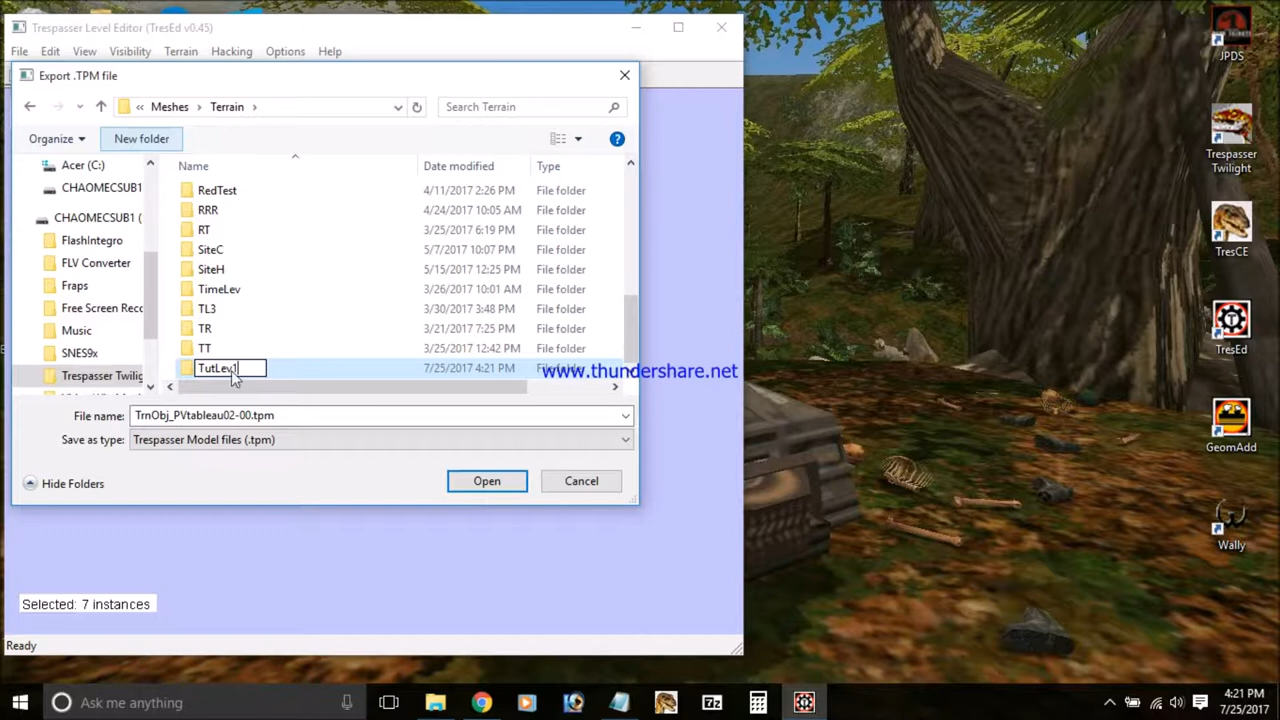 Trespasser Level Editor (TresEd v0.45)
File Edit View Visibility Terrain Hacking Options Help
Export .TPM file
« Meshes › Terrain ›
Search Terrain
Organize
New folder
Name
Date modified
Type
Acer (C:)
CHAOMECSUB1
CHAOMECSUB1 (
FlashIntegro
FLV Converter
Fraps
Free Screen Reco
Music
SNES9x
Trespasser Twilig
RedTest 4/11/2017 2:26 PM File folder
RRR 4/24/2017 10:05 AM File folder
RT 3/25/2017 6:19 PM File folder
SiteC 5/7/2017 10:07 PM File folder
SiteH 5/15/2017 12:25 PM File folder
TimeLev 3/26/2017 10:01 AM File folder
TL3 3/30/2017 3:48 PM File folder
TR 3/21/2017 7:25 PM File folder
TT 3/25/2017 12:42 PM File folder
TutLev1 7/25/2017 4:21 PM File folder
www.thundershare.net
File name: TrnObj_PVtableau02-00.tpm
Save as type: Trespasser Model files (.tpm)
Hide Folders
Open
Cancel
Selected: 7 instances
Ready
JPDS
Trespasser
Twilight
TresCE
TresEd
GeomAdd
Wally
Ask me anything
4:21 PM
7/25/2017